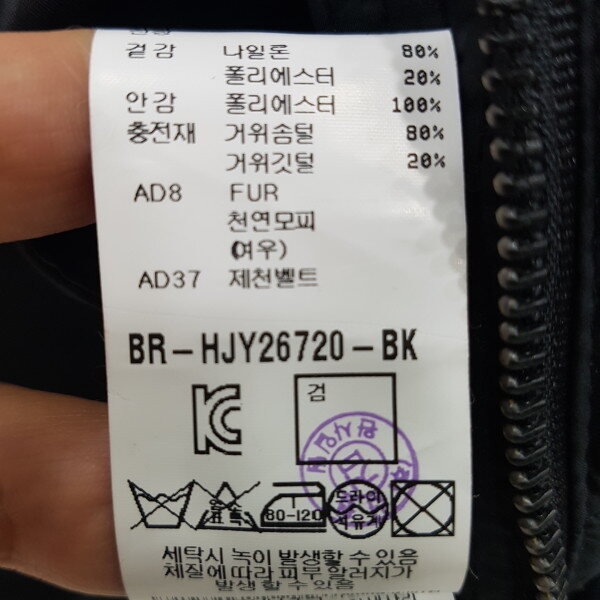 겉감 나일론 80%
폴리에스터 20%
안감 폴리에스터 100%
충전재 거위솜털 80%
거위깃털 20%
AD8 FUR
천연모피
(여우)
AD37 제천벨트
BR-HJY26720-BK
검
80-120
드라이
석유계
세탁시 녹이 발생할 수 있음
체질에따라 피부 알러지가
발생할 수 있음